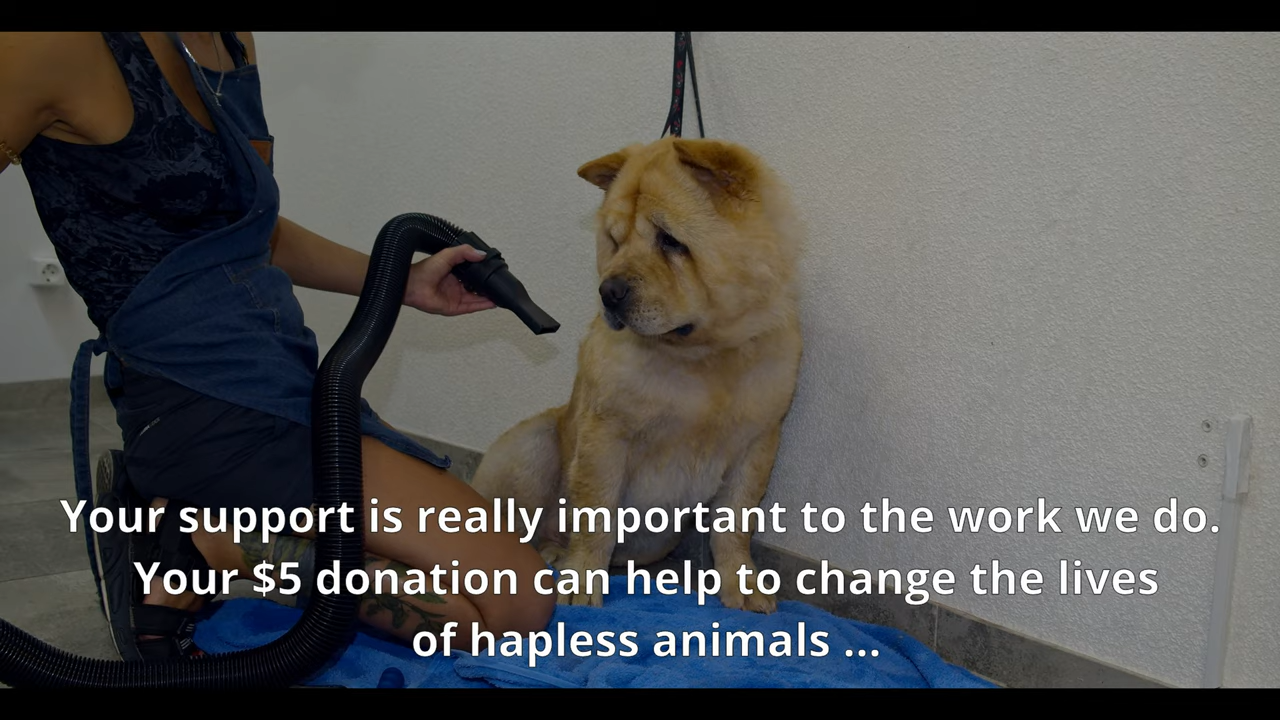 Your support is really important to the work we do.
Your $5 donation can help to change the lives
of hapless animals ...